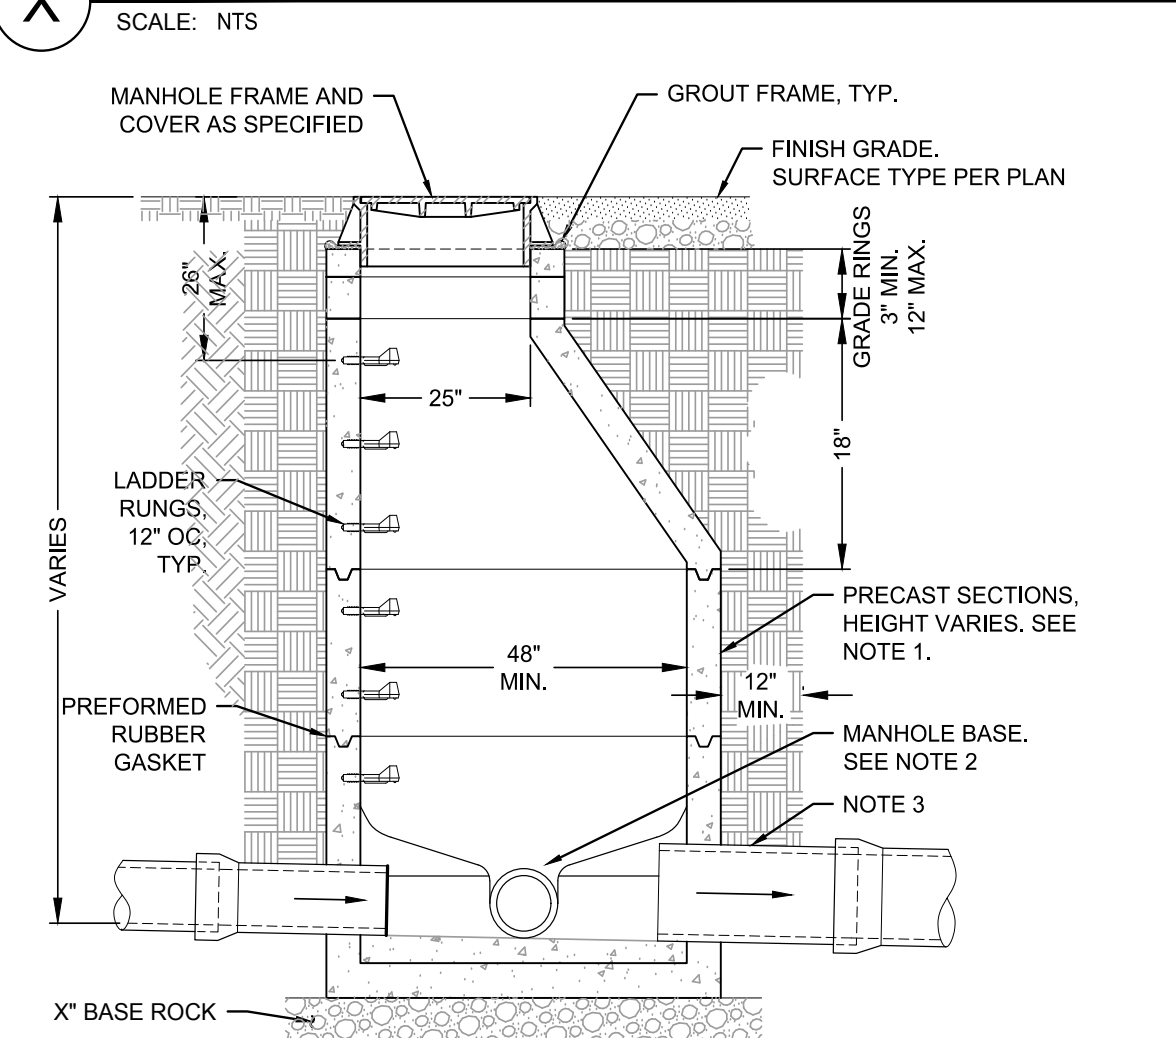 X
SCALE: NTS
MANHOLE FRAME AND
COVER AS SPECIFIED
GROUT FRAME, TYP.
FINISH GRADE.
SURFACE TYPE PER PLAN
26"
MAX.
GRADE RINGS
3" MIN.
12" MAX.
25"
18"
LADDER
RUNGS,
12" OC,
TYP.
VARIES
PRECAST SECTIONS,
HEIGHT VARIES. SEE
NOTE 1.
48"
MIN.
12"
MIN.
PREFORMED
RUBBER
GASKET
MANHOLE BASE.
SEE NOTE 2
NOTE 3
X" BASE ROCK